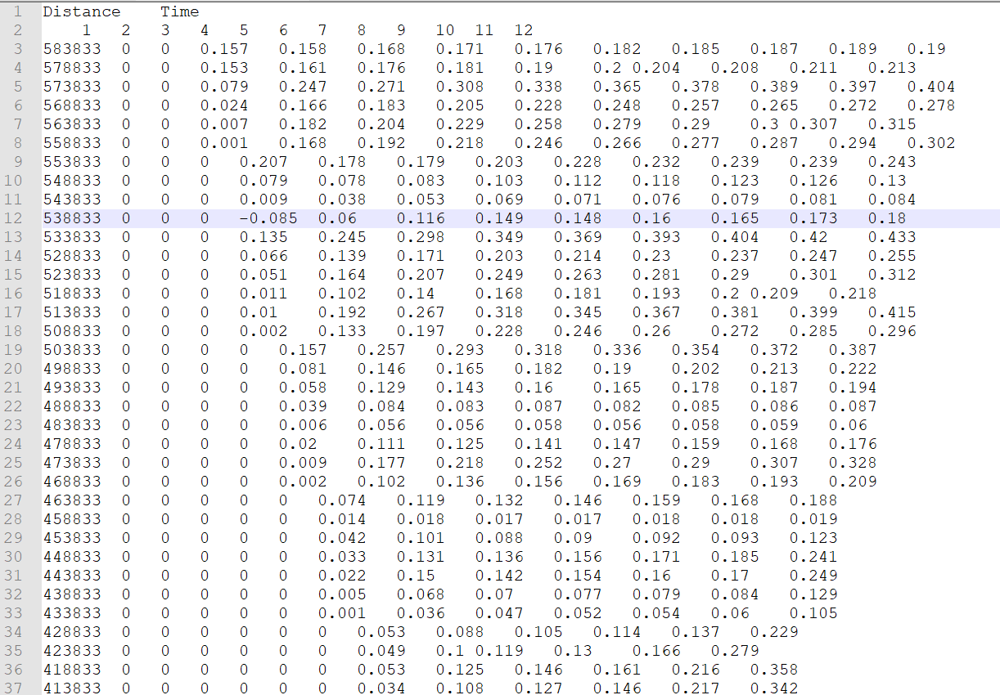 1 Distance Time
2 1 2 3 4 5 6 7 8 9 10 11 12
3 583833 0 0 0.157 0.158 0.168 0.171 0.176 0.182 0.185 0.187 0.189 0.19
4 578833 0 0 0.153 0.161 0.176 0.181 0.19 0.2 0.204 0.208 0.211 0.213
5 573833 0 0 0.079 0.247 0.271 0.308 0.338 0.365 0.378 0.389 0.397 0.404
6 568833 0 0 0.024 0.166 0.183 0.205 0.228 0.248 0.257 0.265 0.272 0.278
7 563833 0 0 0.007 0.182 0.204 0.229 0.258 0.279 0.29 0.3 0.307 0.315
8 558833 0 0 0.001 0.168 0.192 0.218 0.246 0.266 0.277 0.287 0.294 0.302
9 553833 0 0 0 0.207 0.178 0.179 0.203 0.228 0.232 0.239 0.239 0.243
10 548833 0 0 0 0.079 0.078 0.083 0.103 0.112 0.118 0.123 0.126 0.13
11 543833 0 0 0 0.009 0.038 0.053 0.069 0.071 0.076 0.079 0.081 0.084
12 538833 0 0 0 -0.085 0.06 0.116 0.149 0.148 0.16 0.165 0.173 0.18
13 533833 0 0 0 0.135 0.245 0.298 0.349 0.369 0.393 0.404 0.42 0.433
14 528833 0 0 0 0.066 0.139 0.171 0.203 0.214 0.23 0.237 0.247 0.255
15 523833 0 0 0 0.051 0.164 0.207 0.249 0.263 0.281 0.29 0.301 0.312
16 518833 0 0 0 0.011 0.102 0.14 0.168 0.181 0.193 0.2 0.209 0.218
17 513833 0 0 0 0.01 0.192 0.267 0.318 0.345 0.367 0.381 0.399 0.415
18 508833 0 0 0 0.002 0.133 0.197 0.228 0.246 0.26 0.272 0.285 0.296
19 503833 0 0 0 0 0.157 0.257 0.293 0.318 0.336 0.354 0.372 0.387
20 498833 0 0 0 0 0.081 0.146 0.165 0.182 0.19 0.202 0.213 0.222
21 493833 0 0 0 0 0.058 0.129 0.143 0.16 0.165 0.178 0.187 0.194
22 488833 0 0 0 0 0.039 0.084 0.083 0.087 0.082 0.085 0.086 0.087
23 483833 0 0 0 0 0.006 0.056 0.056 0.058 0.056 0.058 0.059 0.06
24 478833 0 0 0 0 0.02 0.111 0.125 0.141 0.147 0.159 0.168 0.176
25 473833 0 0 0 0 0.009 0.177 0.218 0.252 0.27 0.29 0.307 0.328
26 468833 0 0 0 0 0.002 0.102 0.136 0.156 0.169 0.183 0.193 0.209
27 463833 0 0 0 0 0 0.074 0.119 0.132 0.146 0.159 0.168 0.188
28 458833 0 0 0 0 0 0.014 0.018 0.017 0.017 0.018 0.018 0.019
29 453833 0 0 0 0 0 0.042 0.101 0.088 0.09 0.092 0.093 0.123
30 448833 0 0 0 0 0 0.033 0.131 0.136 0.156 0.171 0.185 0.241
31 443833 0 0 0 0 0 0.022 0.15 0.142 0.154 0.16 0.17 0.249
32 438833 0 0 0 0 0 0.005 0.068 0.07 0.077 0.079 0.084 0.129
33 433833 0 0 0 0 0 0.001 0.036 0.047 0.052 0.054 0.06 0.105
34 428833 0 0 0 0 0 0 0.053 0.088 0.105 0.114 0.137 0.229
35 423833 0 0 0 0 0 0 0.049 0.1 0.119 0.13 0.166 0.279
36 418833 0 0 0 0 0 0 0.053 0.125 0.146 0.161 0.216 0.358
37 413833 0 0 0 0 0 0 0.034 0.108 0.127 0.146 0.217 0.342